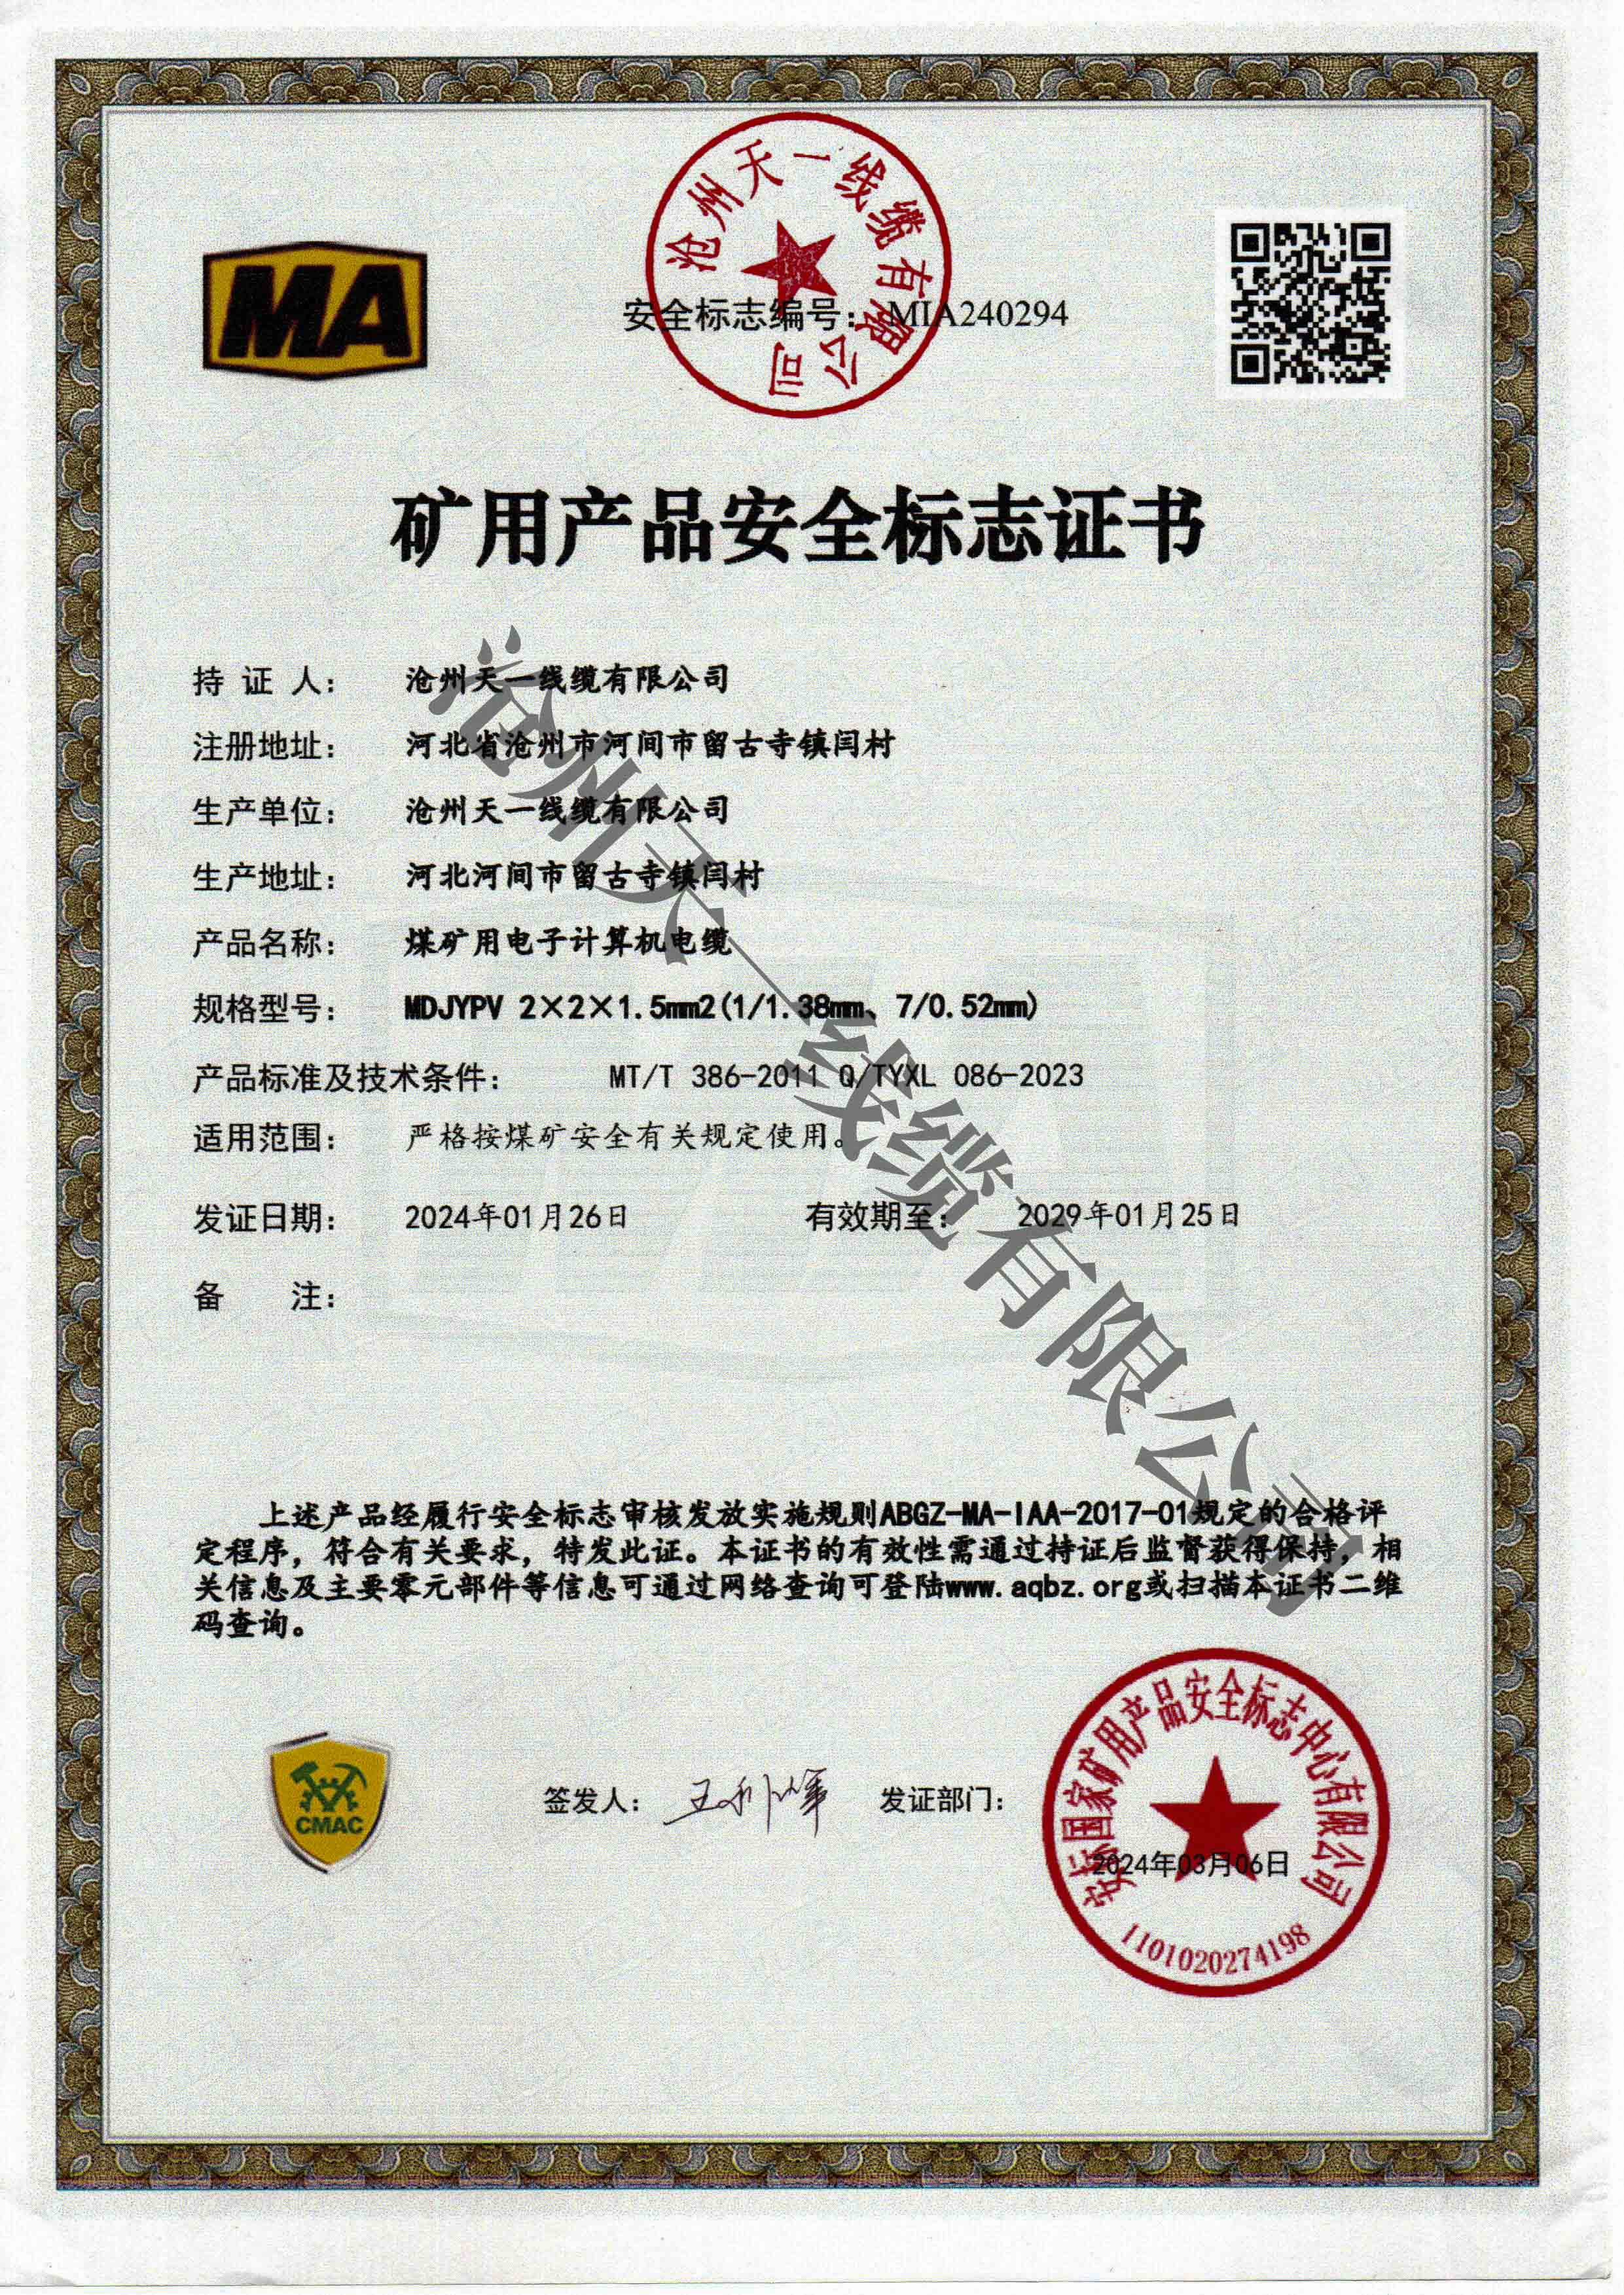 沧州天一线缆有限公司
MA
安全标志编号: MIA240294
矿用产品安全标志证书
持 证 人: 沧州天一线缆有限公司
注册地址: 河北省沧州市河间市留古寺镇闫村
生产单位: 沧州天一线缆有限公司
生产地址: 河北河间市留古寺镇闫村
产品名称: 煤矿用电子计算机电缆
规格型号: MDJYPV 2×2×1.5mm2(1/1.38mm、7/0.52mm)
产品标准及技术条件: MT/T 386-2011 Q/TYXL 086-2023
适用范围: 严格按煤矿安全有关规定使用。
发证日期: 2024年01月26日 有效期至: 2029年01月25日
备 注:
沧州天一线缆有限公司
上述产品经履行安全标志审核发放实施规则ABGZ-MA-IAA-2017-01规定的合格评
定程序，符合有关要求，特发此证。本证书的有效性需通过持证后监督获得保持，相
关信息及主要零元部件等信息可通过网络查询可登陆www.aqbz.org或扫描本证书二维
码查询。
CMAC
签发人: 发证部门:
安标国家矿用产品安全标志中心有限公司
2024年03月06日
1101020274198